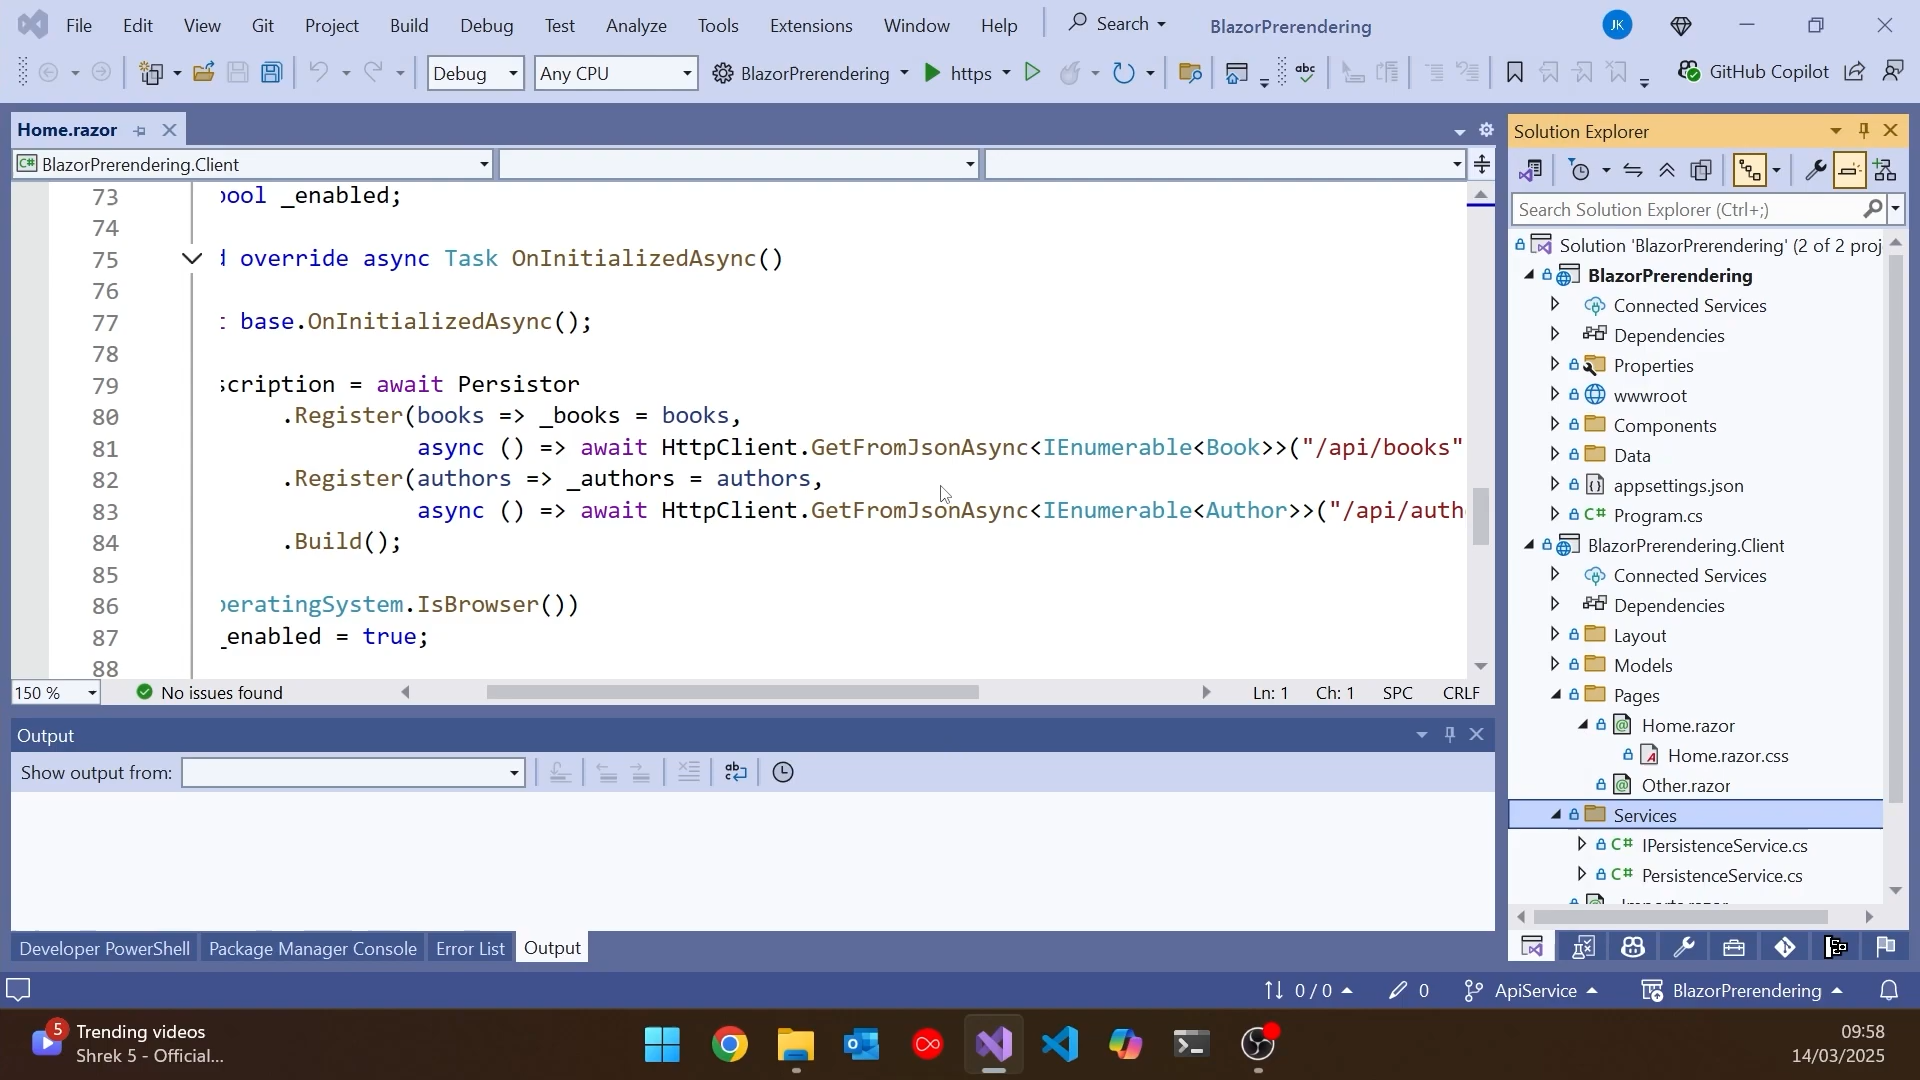 File Edit View Git Project Build Debug Test Analyze Tools Extensions Window Help Search BlazorPrerendering JK
Debug Any CPU BlazorPrerendering https GitHub Copilot
Home.razor
BlazorPrerendering.Client
73 bool _enabled;
74
75 d override async Task OnInitializedAsync()
76
77 t base.OnInitializedAsync();
78
79 scription = await Persistor
80 .Register(books => _books = books,
81 async () => await HttpClient.GetFromJsonAsync<IEnumerable<Book>>("/api/books"
82 .Register(authors => _authors = authors,
83 async () => await HttpClient.GetFromJsonAsync<IEnumerable<Author>>("/api/auth
84 .Build();
85
86 peratingSystem.IsBrowser())
87 _enabled = true;
88
150 % No issues found Ln: 1 Ch: 1 SPC CRLF
Output
Show output from:
Developer PowerShell Package Manager Console Error List Output
Solution Explorer
Search Solution Explorer (Ctrl+;)
Solution 'BlazorPrerendering' (2 of 2 proj
BlazorPrerendering
Connected Services
Dependencies
Properties
wwwroot
Components
Data
appsettings.json
C# Program.cs
BlazorPrerendering.Client
Connected Services
Dependencies
Layout
Models
Pages
Home.razor
Home.razor.css
Other.razor
Services
C# IPersistenceService.cs
C# PersistenceService.cs
0 / 0 0 ApiService BlazorPrerendering
5
Trending videos
Shrek 5 - Official...
09:58
14/03/2025